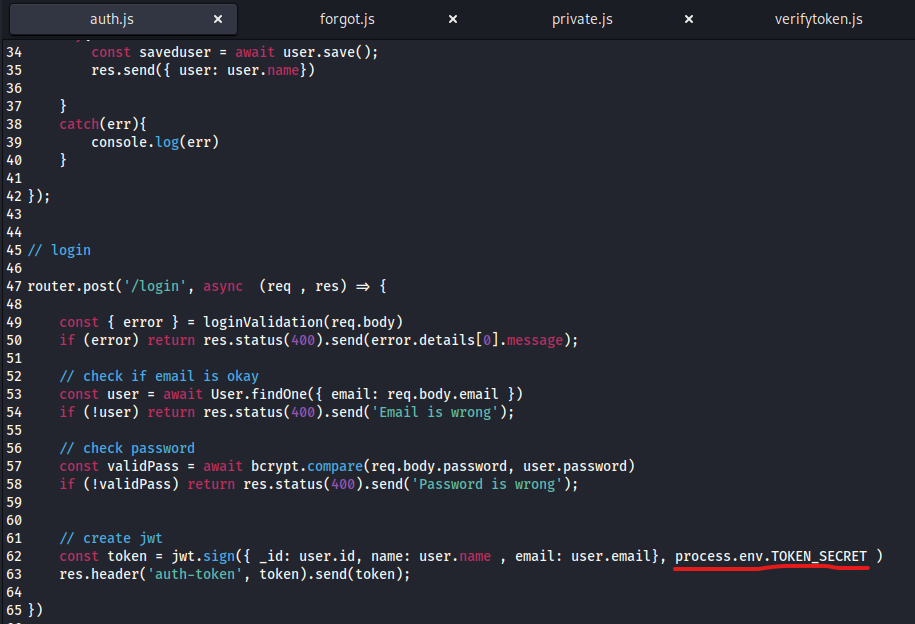 auth.js × forgot.js × private.js × verifytoken.js
34 const saveduser = await user.save();
35 res.send({ user: user.name})
36
37 }
38 catch(err){
39 console.log(err)
40 }
41
42 });
43
44
45 // login
46
47 router.post('/login', async (req , res) => {
48
49 const { error } = loginValidation(req.body)
50 if (error) return res.status(400).send(error.details[0].message);
51
52 // check if email is okay
53 const user = await User.findOne({ email: req.body.email })
54 if (!user) return res.status(400).send('Email is wrong');
55
56 // check password
57 const validPass = await bcrypt.compare(req.body.password, user.password)
58 if (!validPass) return res.status(400).send('Password is wrong');
59
60
61 // create jwt
62 const token = jwt.sign({ _id: user.id, name: user.name , email: user.email}, process.env.TOKEN_SECRET )
63 res.header('auth-token', token).send(token);
64
65 })